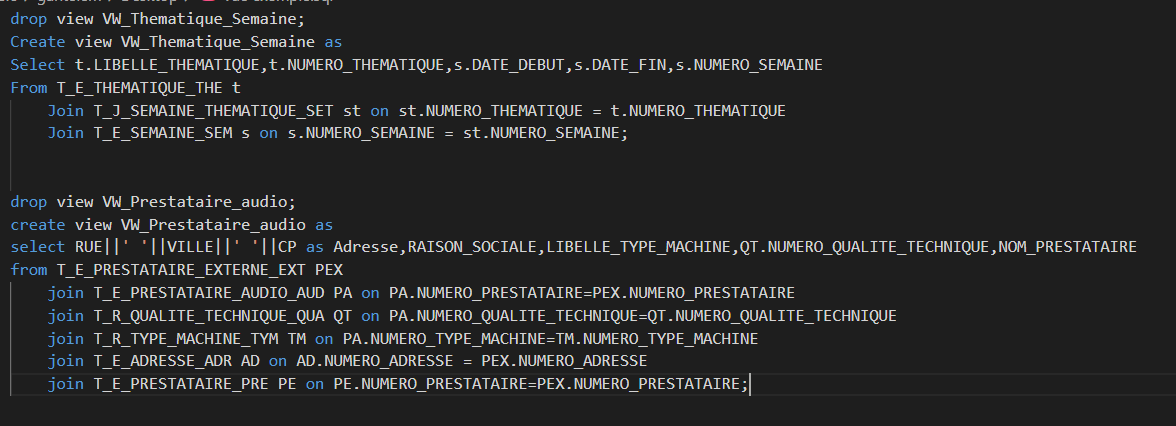 drop view VW_Thematique_Semaine;
Create view VW_Thematique_Semaine as
Select t.LIBELLE_THEMATIQUE,t.NUMERO_THEMATIQUE,s.DATE_DEBUT,s.DATE_FIN,s.NUMERO_SEMAINE
From T_E_THEMATIQUE_THE t
Join T_J_SEMAINE_THEMATIQUE_SET st on st.NUMERO_THEMATIQUE = t.NUMERO_THEMATIQUE
Join T_E_SEMAINE_SEM s on s.NUMERO_SEMAINE = st.NUMERO_SEMAINE;
drop view VW_Prestataire_audio;
create view VW_Prestataire_audio as
select RUE||' '||VILLE||' '||CP as Adresse,RAISON_SOCIALE,LIBELLE_TYPE_MACHINE,QT.NUMERO_QUALITE_TECHNIQUE,NOM_PRESTATAIRE
from T_E_PRESTATAIRE_EXTERNE_EXT PEX
join T_E_PRESTATAIRE_AUDIO_AUD PA on PA.NUMERO_PRESTATAIRE=PEX.NUMERO_PRESTATAIRE
join T_R_QUALITE_TECHNIQUE_QUA QT on PA.NUMERO_QUALITE_TECHNIQUE=QT.NUMERO_QUALITE_TECHNIQUE
join T_R_TYPE_MACHINE_TYM TM on PA.NUMERO_TYPE_MACHINE=TM.NUMERO_TYPE_MACHINE
join T_E_ADRESSE_ADR AD on AD.NUMERO_ADRESSE = PEX.NUMERO_ADRESSE
join T_E_PRESTATAIRE_PRE PE on PE.NUMERO_PRESTATAIRE=PEX.NUMERO_PRESTATAIRE;